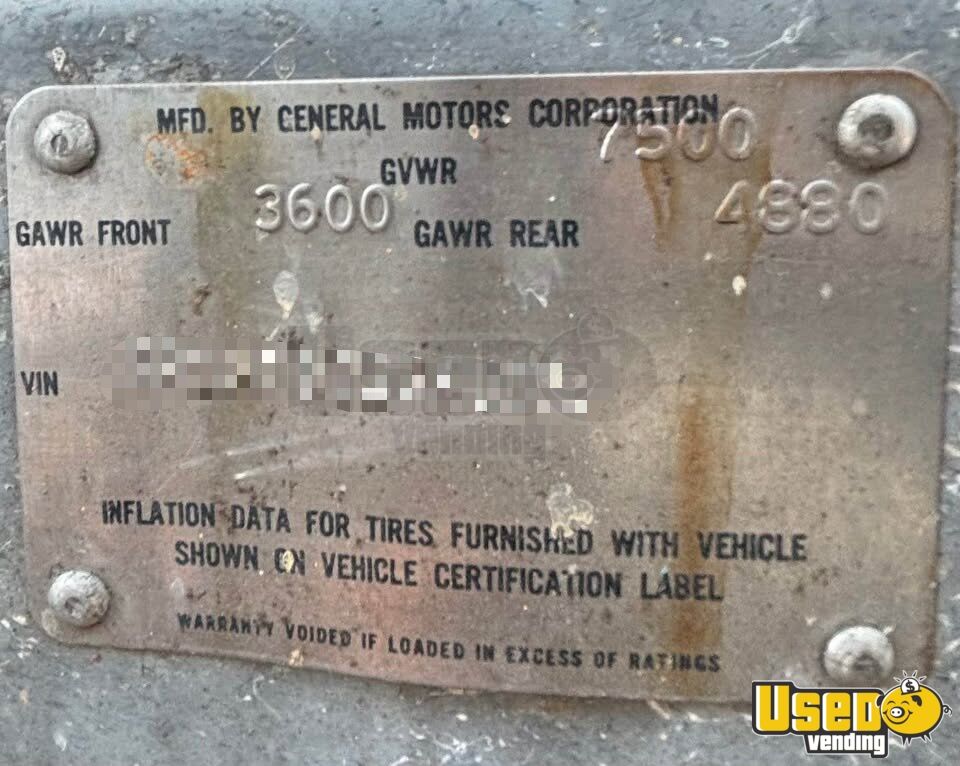 MFD. BY GENERAL MOTORS CORPORATION
GVWR 7500
GAWR FRONT 3600 GAWR REAR 4880
VIN
INFLATION DATA FOR TIRES FURNISHED WITH VEHICLE
SHOWN ON VEHICLE CERTIFICATION LABEL
WARRANTY VOIDED IF LOADED IN EXCESS OF RATINGS
USED
vending